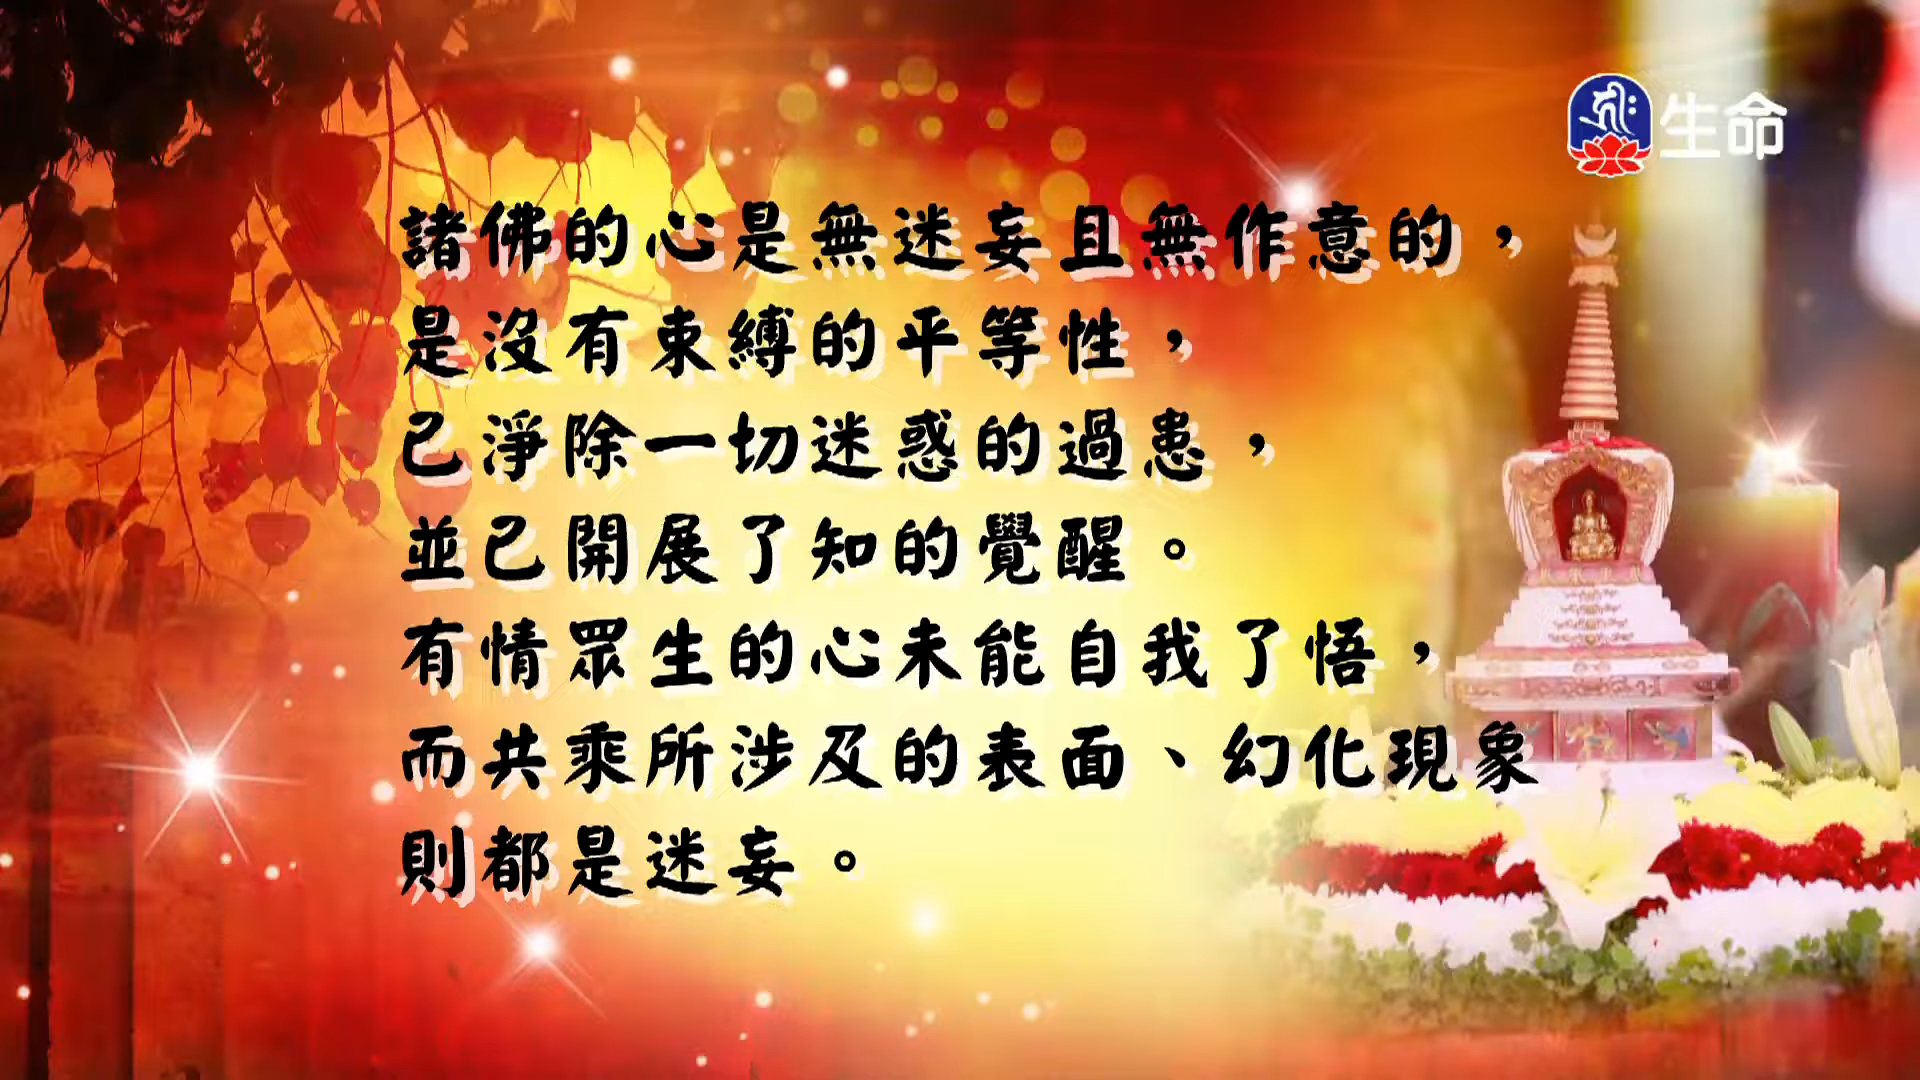 生命
諸佛的心是無迷妄且無作意的，
是沒有束縛的平等性，
已淨除一切迷惑的過患，
並已開展了知的覺醒。
有情眾生的心未能自我了悟，
而共乘所涉及的表面、幻化現象
則都是迷妄。